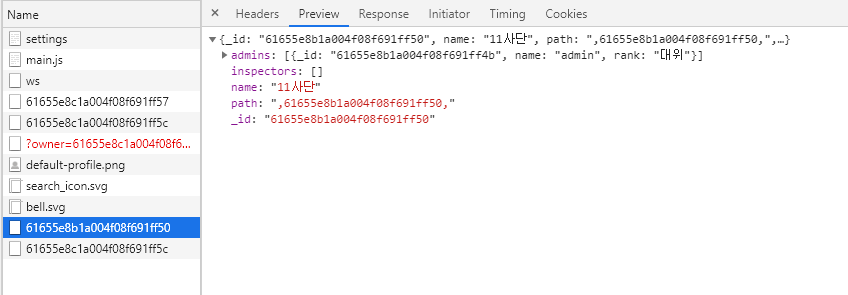 Name
Headers Preview Response Initiator Timing Cookies
settings
main.js
ws
61655e8c1a004f08f691ff57
61655e8c1a004f08f691ff5c
?owner=61655e8c1a004f08f6...
default-profile.png
search_icon.svg
bell.svg
61655e8b1a004f08f691ff50
61655e8c1a004f08f691ff5c
{_id: "61655e8b1a004f08f691ff50", name: "11사단", path: ",61655e8b1a004f08f691ff50,",…}
admins: [{_id: "61655e8b1a004f08f691ff4b", name: "admin", rank: "대위"}]
inspectors: []
name: "11사단"
path: ",61655e8b1a004f08f691ff50,"
_id: "61655e8b1a004f08f691ff50"